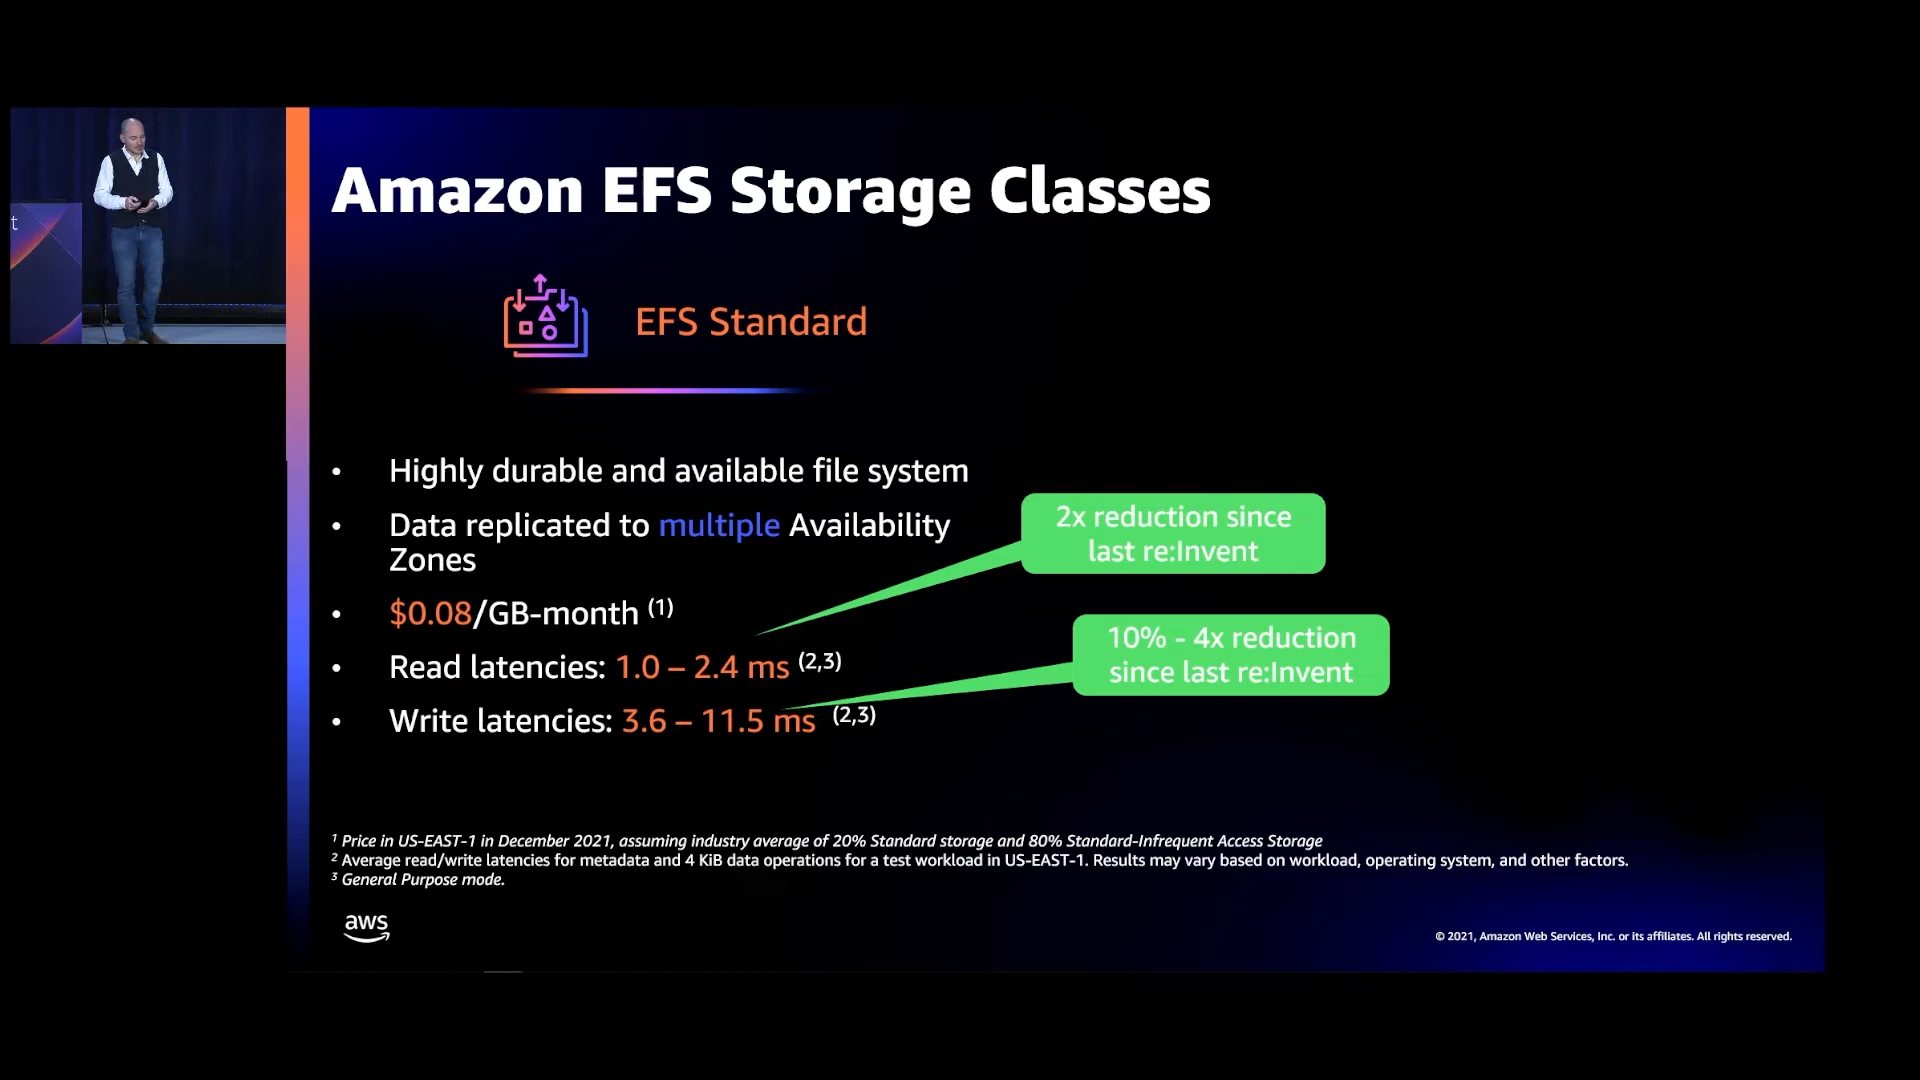 t
Amazon EFS Storage Classes
EFS Standard
• Highly durable and available file system
• Data replicated to multiple Availability
Zones
• $0.08/GB-month (1)
• Read latencies: 1.0 – 2.4 ms (2,3)
• Write latencies: 3.6 – 11.5 ms (2,3)
2x reduction since
last re:Invent
10% - 4x reduction
since last re:Invent
1 Price in US-EAST-1 in December 2021, assuming industry average of 20% Standard storage and 80% Standard-Infrequent Access Storage
2 Average read/write latencies for metadata and 4 KiB data operations for a test workload in US-EAST-1. Results may vary based on workload, operating system, and other factors.
3 General Purpose mode.
aws
© 2021, Amazon Web Services, Inc. or its affiliates. All rights reserved.